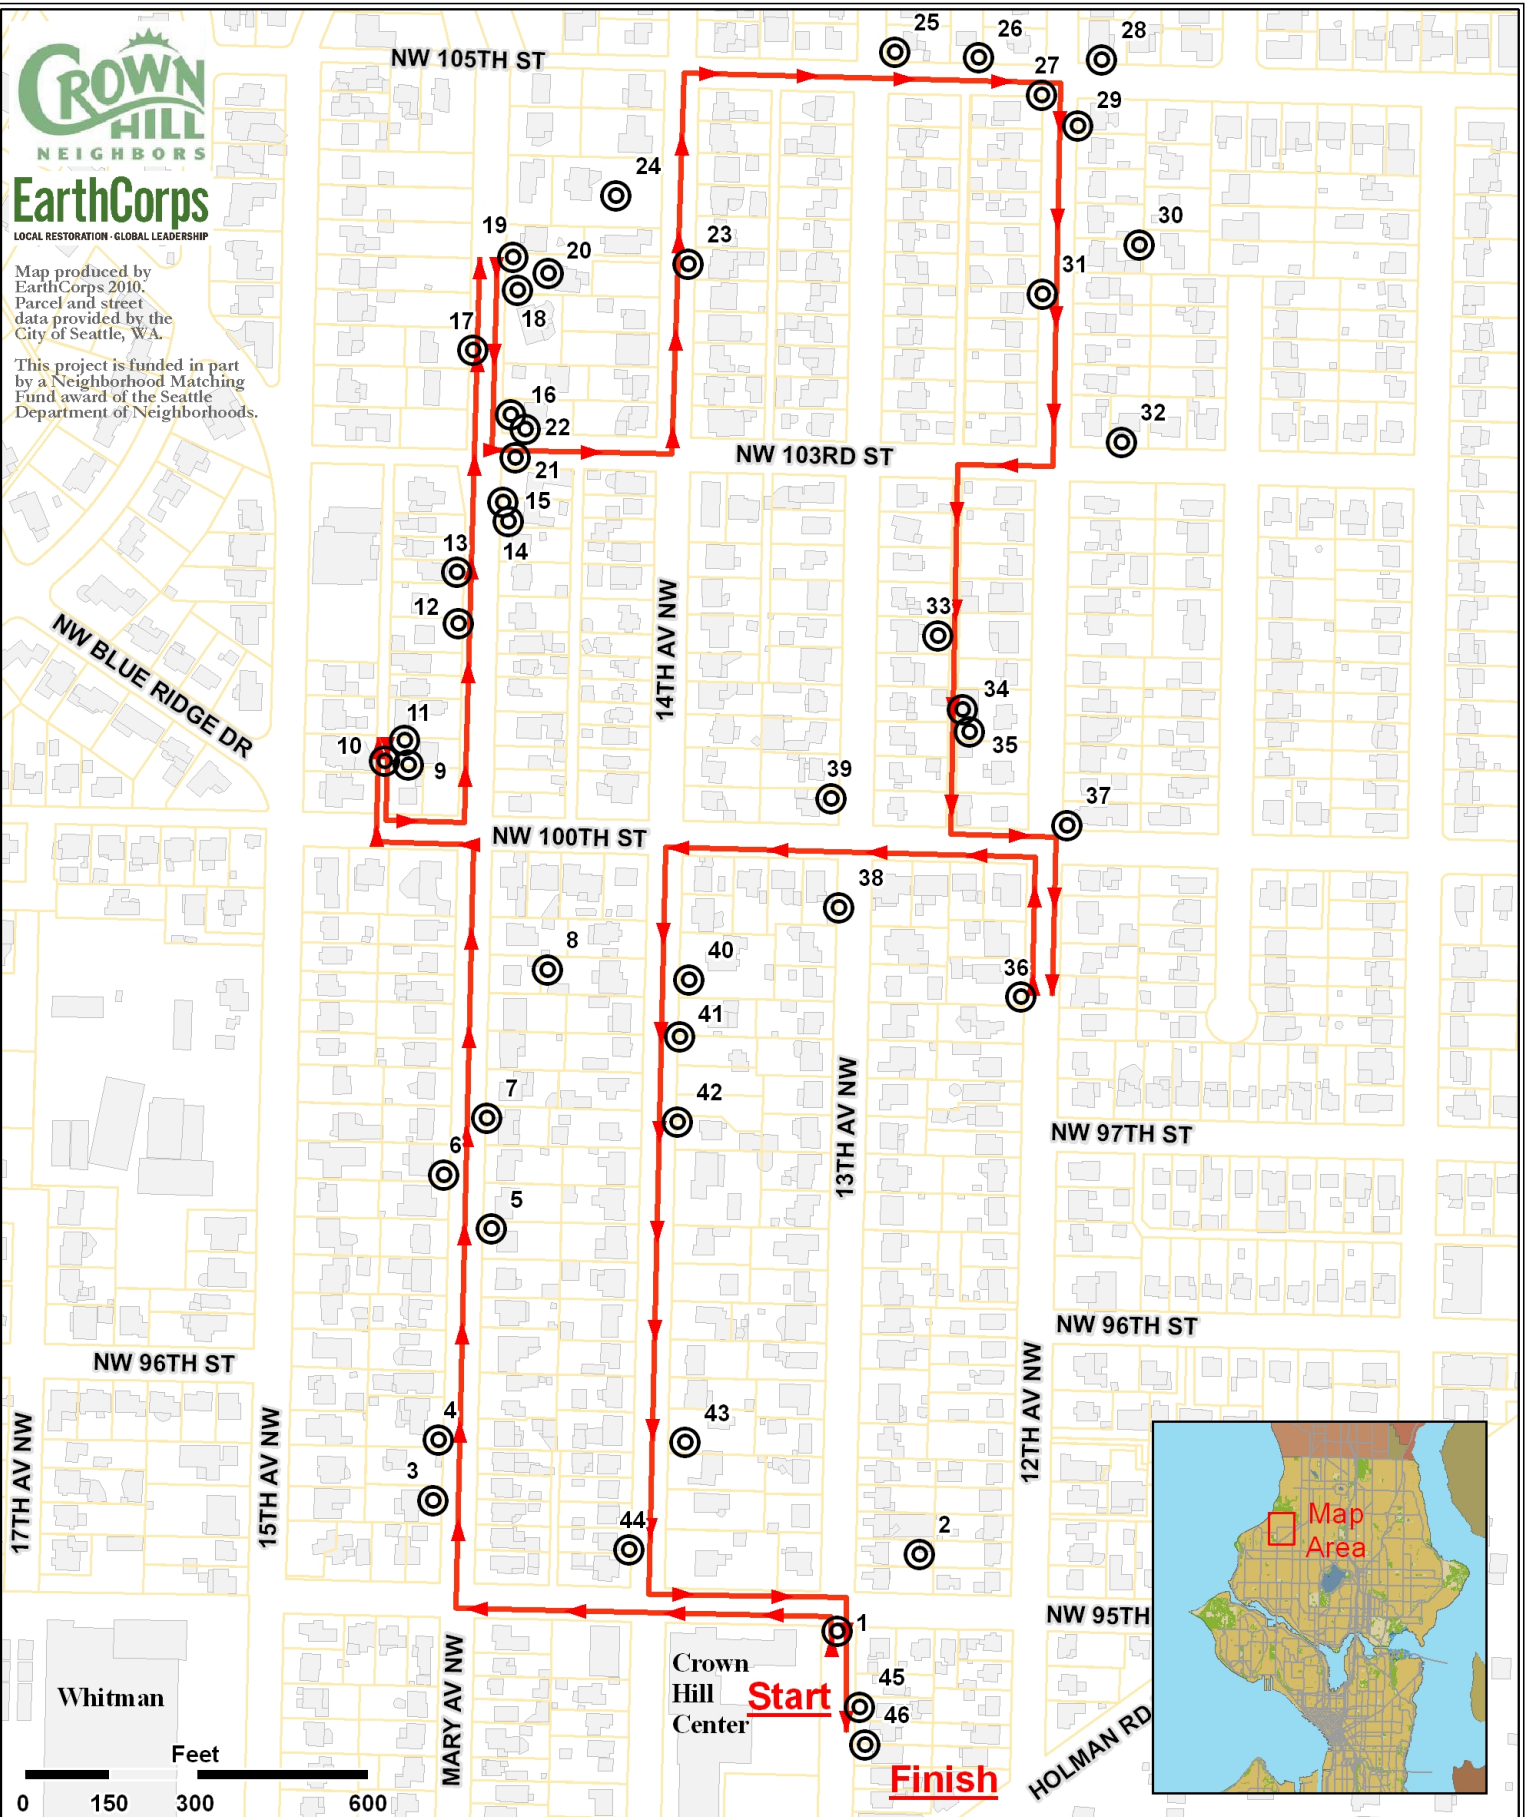 CROWN
HILL
NEIGHBORS
EarthCorps
LOCAL RESTORATION · GLOBAL LEADERSHIP
Map produced by
EarthCorps 2010.
Parcel and street
data provided by the
City of Seattle, WA.
This project is funded in part
by a Neighborhood Matching
Fund award of the Seattle
Department of Neighborhoods.
NW 105TH ST
25
26
27
28
29
24
19
20
23
30
31
18
17
16
22
21
32
NW 103RD ST
15
14
13
12
14TH AV NW
33
NW BLUE RIDGE DR
11
10
9
34
35
39
37
NW 100TH ST
38
8
40
36
41
7
42
6
13TH AV NW
NW 97TH ST
5
NW 96TH ST
NW 96TH ST
12TH AV NW
4
43
3
17TH AV NW
15TH AV NW
44
2
Map
Area
1
NW 95TH
MARY AV NW
Whitman
Crown
Hill
Center
Start
45
46
Finish
HOLMAN RD
Feet
0 150 300 600